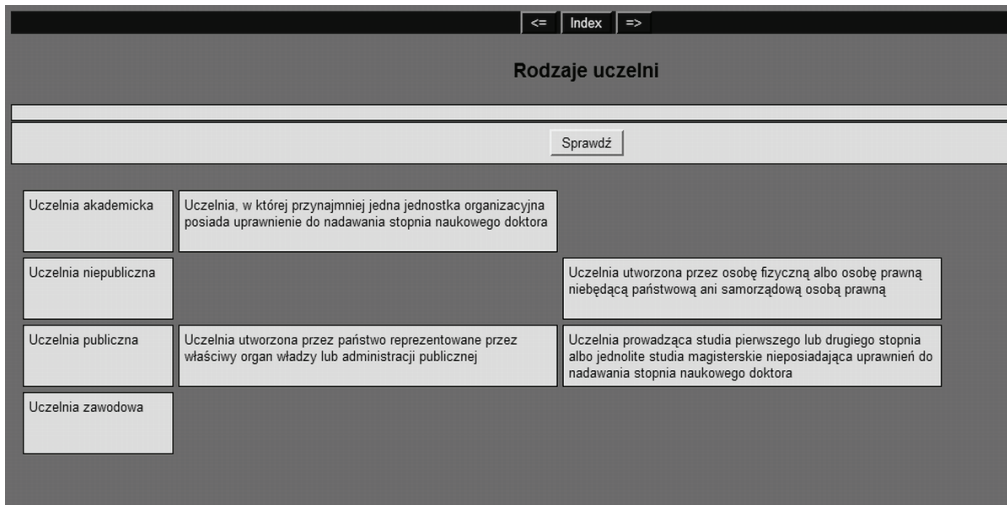 <= Index =>
Rodzaje uczelni
Sprawdź
Uczelnia akademicka
Uczelnia, w której przynajmniej jedna jednostka organizacyjna
posiada uprawnienie do nadawania stopnia naukowego doktora
Uczelnia niepubliczna
Uczelnia utworzona przez osobę fizyczną albo osobę prawną
niebędącą państwową ani samorządową osobą prawną
Uczelnia publiczna
Uczelnia utworzona przez państwo reprezentowane przez
właściwy organ władzy lub administracji publicznej
Uczelnia prowadząca studia pierwszego lub drugiego stopnia
albo jednolite studia magisterskie nieposiadająca uprawnień do
nadawania stopnia naukowego doktora
Uczelnia zawodowa